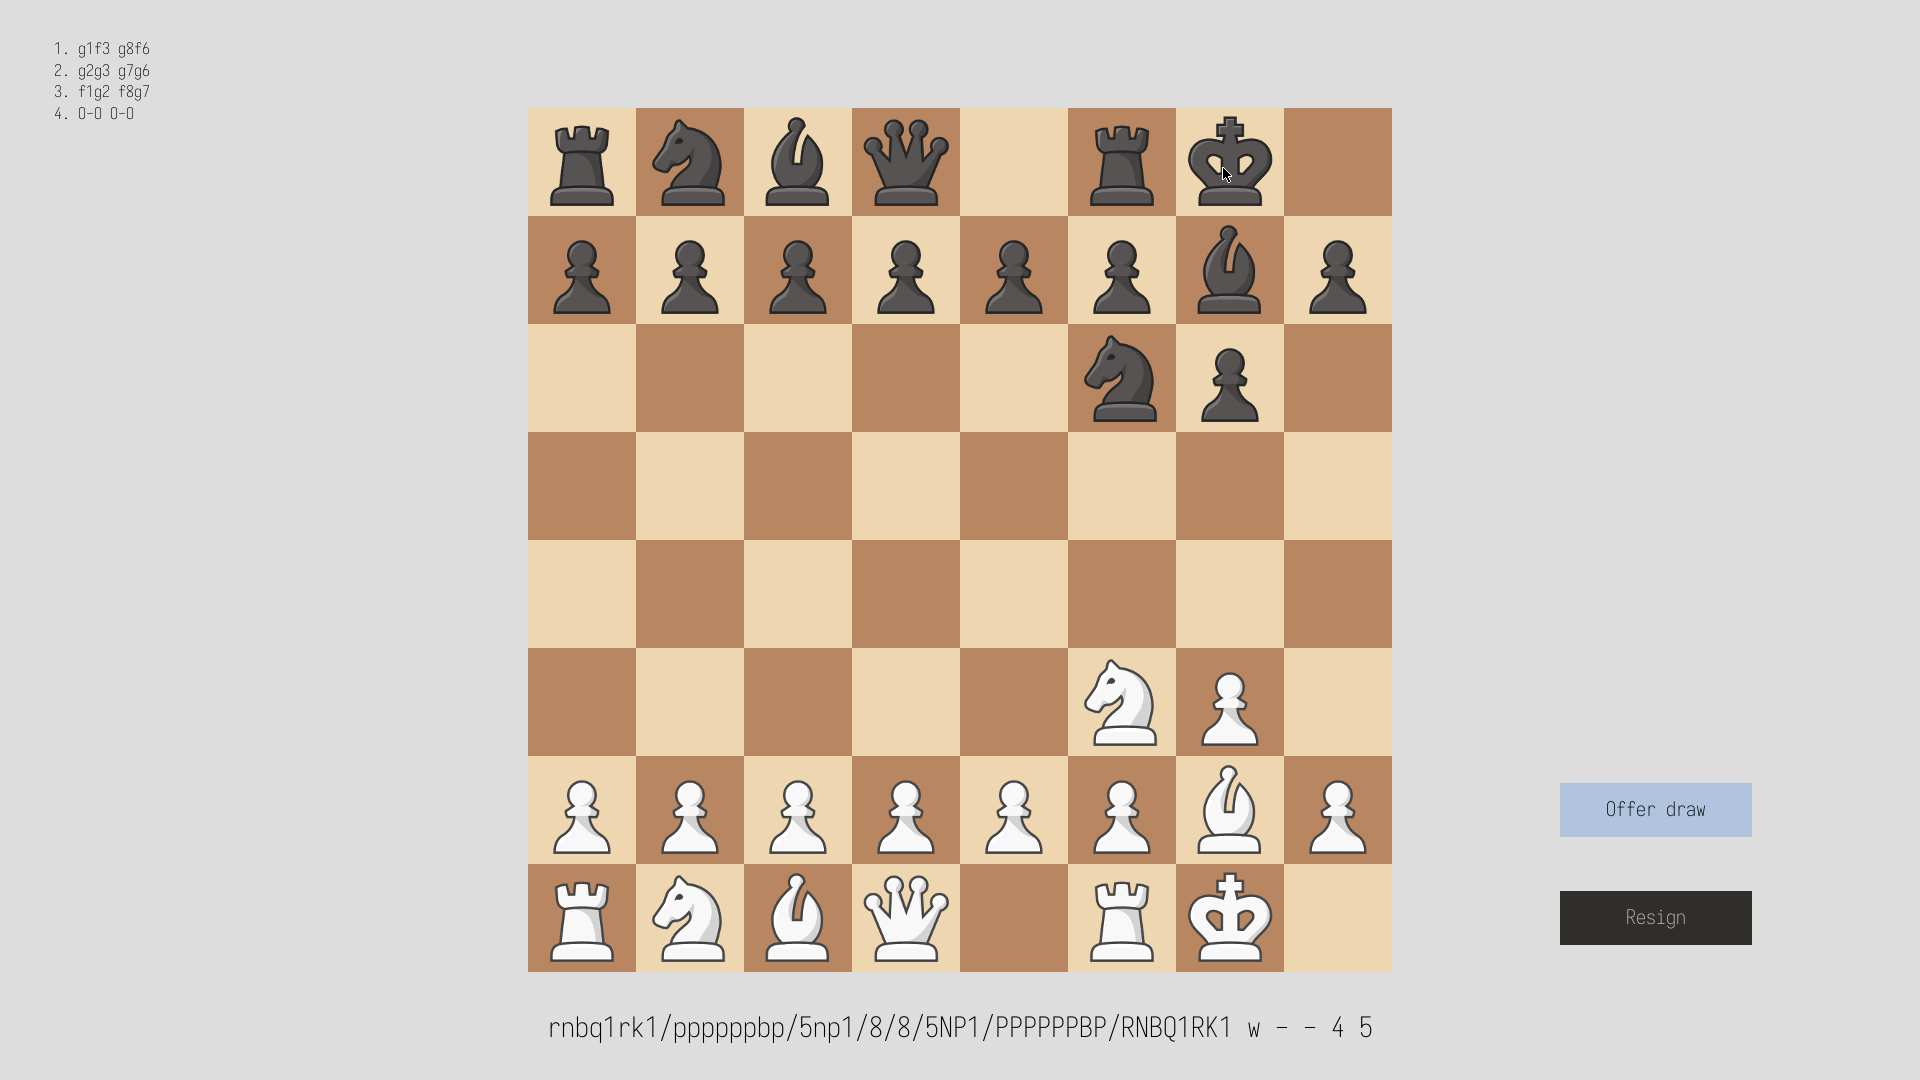 1. g1f3 g8f6
2. g2g3 g7g6
3. f1g2 f8g7
4. O-O O-O
Offer draw
Resign
rnbq1rk1/ppppppbp/5np1/8/8/5NP1/PPPPPPBP/RNBQ1RK1 w - - 4 5